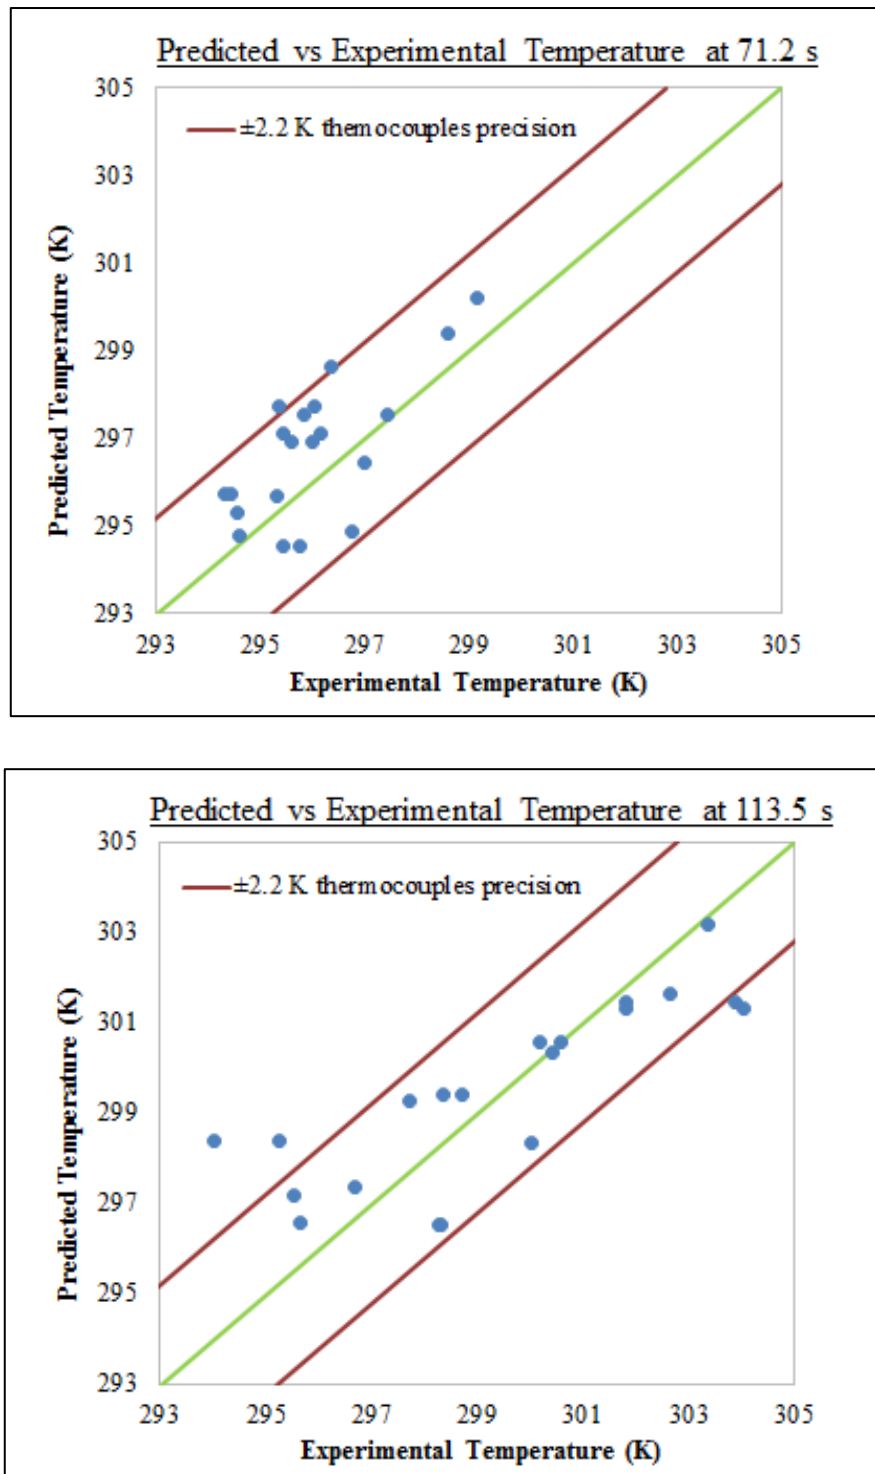 Predicted vs Experimental Temperature at 71.2 s
305
±2.2 K themocouples precision
303
301
299
297
295
293
Predicted Temperature (K)
293 295 297 299 301 303 305
Experimental Temperature (K)
Predicted vs Experimental Temperature at 113.5 s
305
±2.2 K thermocouples precision
303
301
299
297
295
293
Predicted Temperature (K)
293 295 297 299 301 303 305
Experimental Temperature (K)